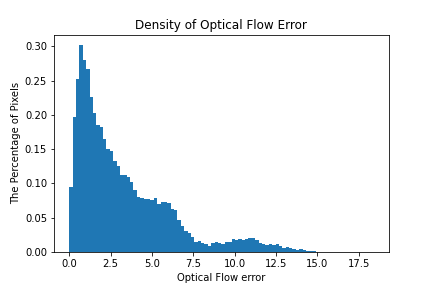 Density of Optical Flow Error
The Percentage of Pixels
0.30
0.25
0.20
0.15
0.10
0.05
0.00
0.0 2.5 5.0 7.5 10.0 12.5 15.0 17.5
Optical Flow error